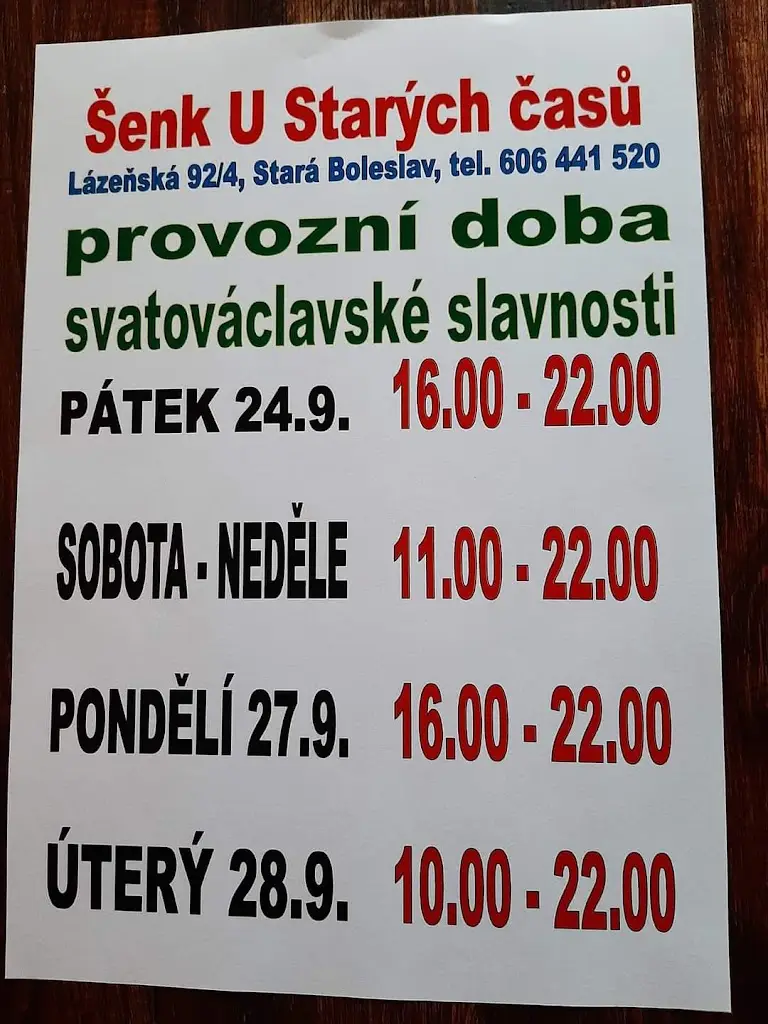 Šenk U Starých časů
Lázeňská 92/4, Stará Boleslav, tel. 606 441 520
provozní doba
svatováclavské slavnosti
PÁTEK 24.9. 16.00 - 22.00
SOBOTA - NEDĚLE 11.00 - 22.00
PONDĚLÍ 27.9. 16.00 - 22.00
ÚTERÝ 28.9. 10.00 - 22.00